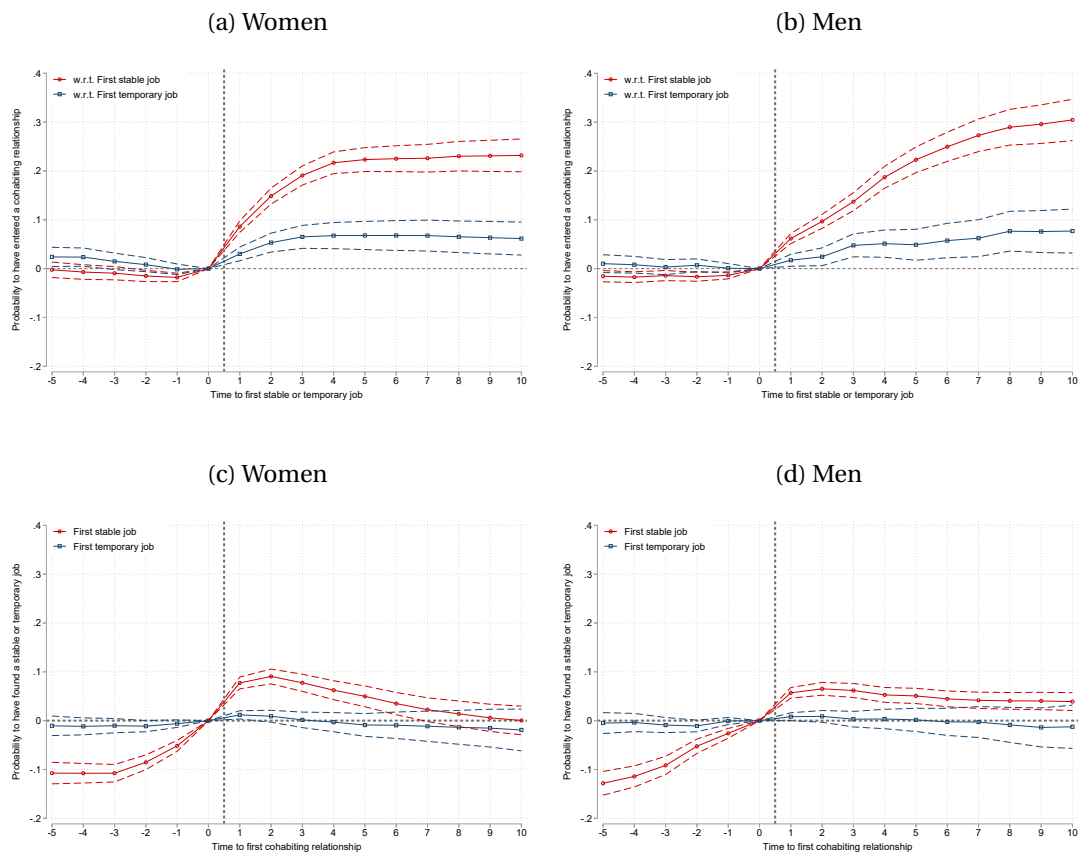 (a) Women
(b) Men
Probability to have entered a cohabiting relationship
.4
.3
.2
.1
0
-.1
-.2
w.r.t. First stable job
w.r.t. First temporary job
-5 -4 -3 -2 -1 0 1 2 3 4 5 6 7 8 9 10
Time to first stable or temporary job
Probability to have entered a cohabiting relationship
.4
.3
.2
.1
0
-.1
-.2
w.r.t. First stable job
w.r.t. First temporary job
-5 -4 -3 -2 -1 0 1 2 3 4 5 6 7 8 9 10
Time to first stable or temporary job
(c) Women
(d) Men
Probability to have found a stable or temporary job
.4
.3
.2
.1
0
-.1
-.2
First stable job
First temporary job
-5 -4 -3 -2 -1 0 1 2 3 4 5 6 7 8 9 10
Time to first cohabiting relationship
Probability to have found a stable or temporary job
.4
.3
.2
.1
0
-.1
-.2
First stable job
First temporary job
-5 -4 -3 -2 -1 0 1 2 3 4 5 6 7 8 9 10
Time to first cohabiting relationship